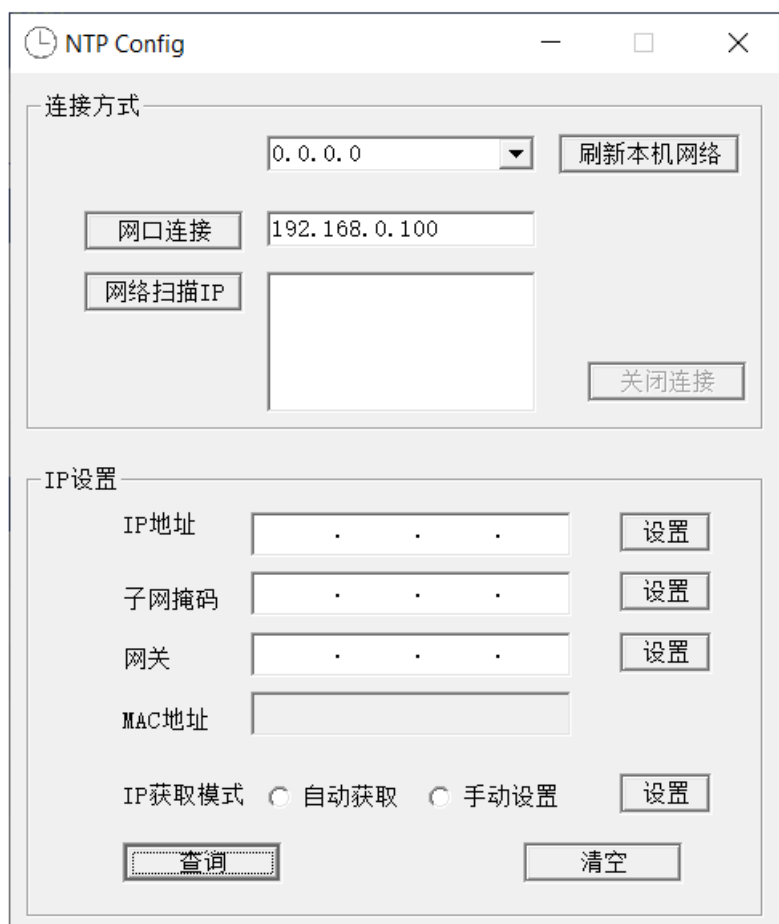 NTP Config
连接方式
0.0.0.0
刷新本机网络
网口连接
192.168.0.100
网络扫描IP
关闭连接
IP设置
IP地址
. . .
设置
子网掩码
. . .
设置
网关
. . .
设置
MAC地址
IP获取模式
自动获取
手动设置
设置
查询
清空